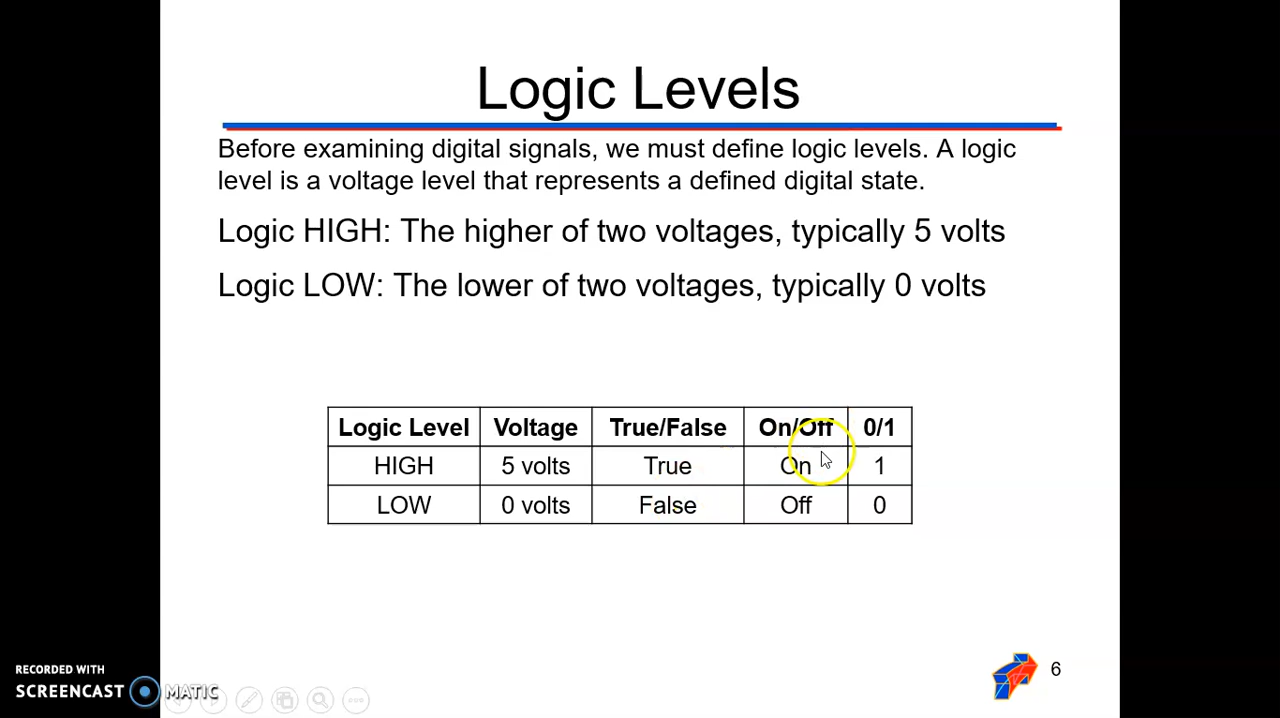 Logic Levels
Before examining digital signals, we must define logic levels. A logic
level is a voltage level that represents a defined digital state.
Logic HIGH: The higher of two voltages, typically 5 volts
Logic LOW: The lower of two voltages, typically 0 volts
Logic Level Voltage True/False On/Off 0/1
HIGH 5 volts True On 1
LOW 0 volts False Off 0
6
RECORDED WITH
SCREENCAST MATIC